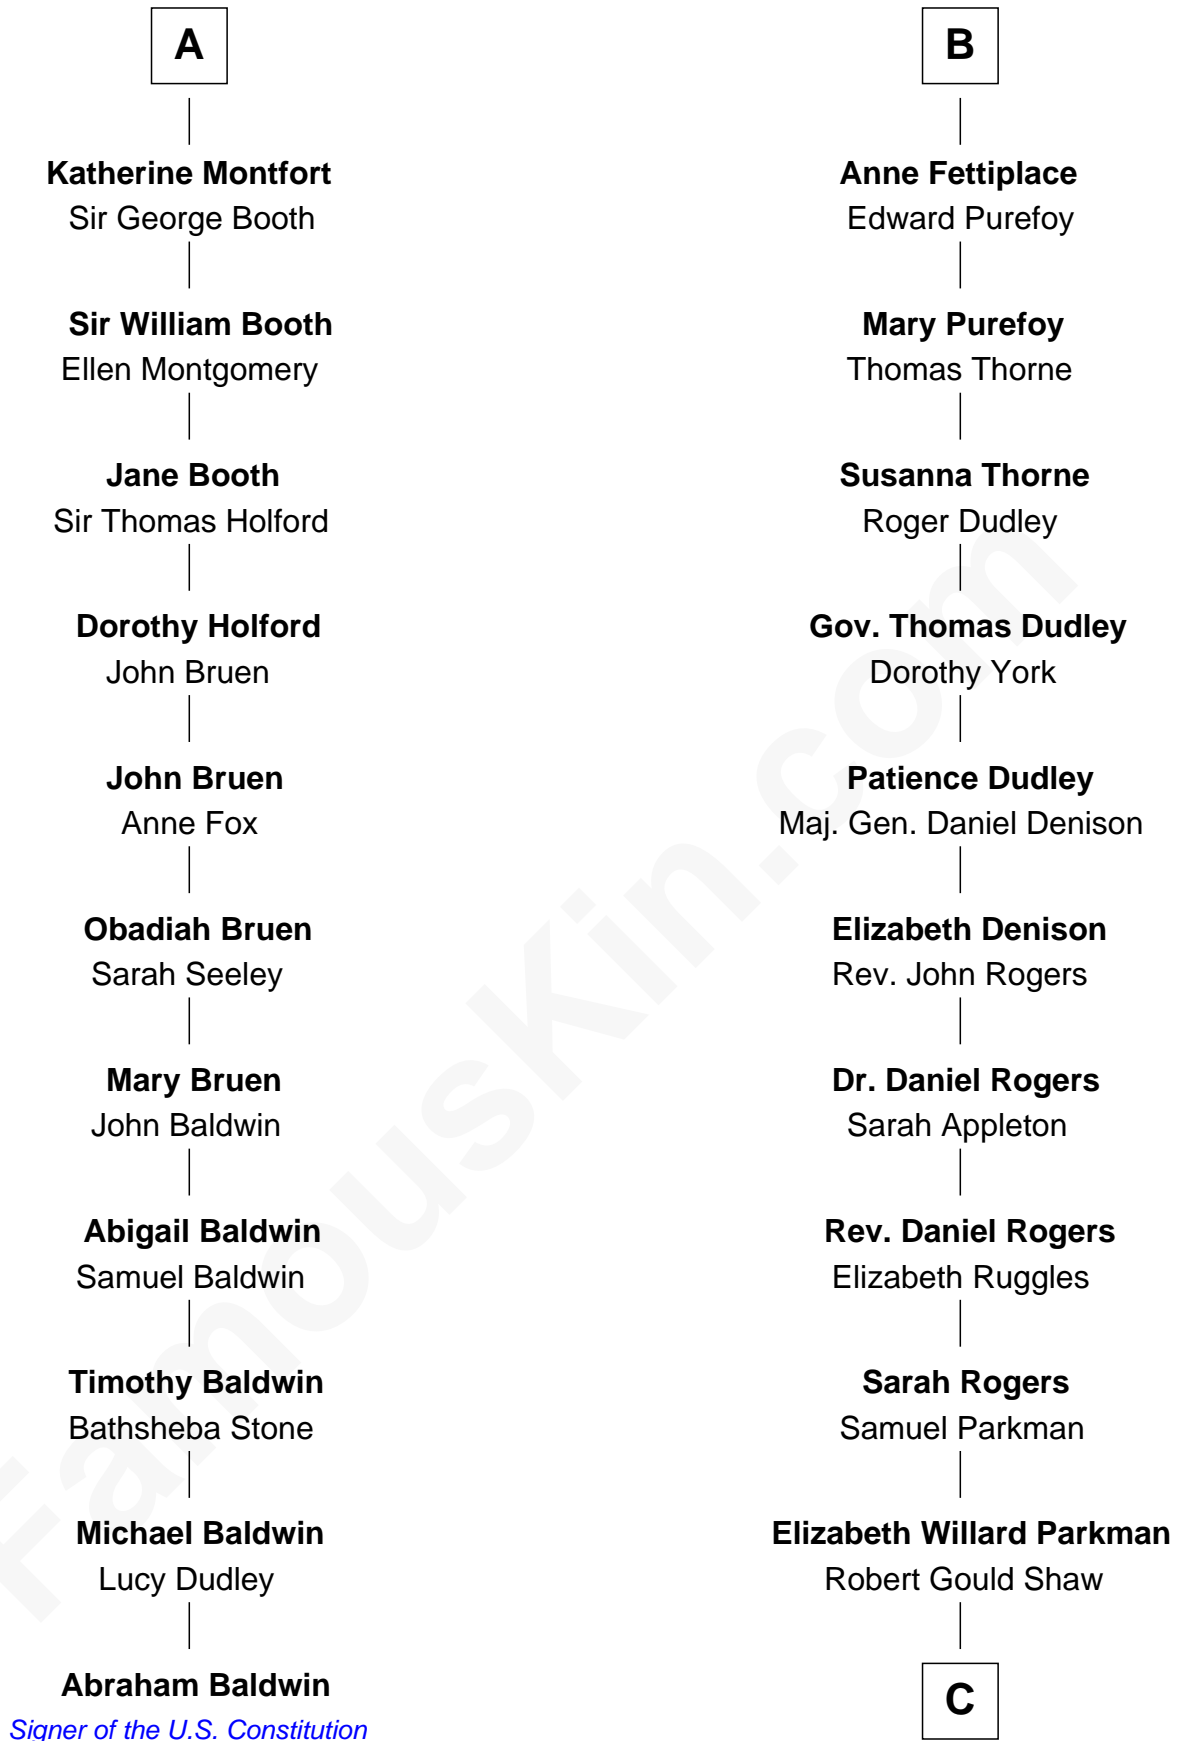 A
Katherine Montfort
Sir George Booth
Sir William Booth
Ellen Montgomery
Jane Booth
Sir Thomas Holford
Dorothy Holford
John Bruen
John Bruen
Anne Fox
Obadiah Bruen
Sarah Seeley
Mary Bruen
John Baldwin
Abigail Baldwin
Samuel Baldwin
Timothy Baldwin
Bathsheba Stone
Michael Baldwin
Lucy Dudley
Abraham Baldwin
Signer of the U.S. Constitution
B
Anne Fettiplace
Edward Purefoy
Mary Purefoy
Thomas Thorne
Susanna Thorne
Roger Dudley
Gov. Thomas Dudley
Dorothy York
Patience Dudley
Maj. Gen. Daniel Denison
Elizabeth Denison
Rev. John Rogers
Dr. Daniel Rogers
Sarah Appleton
Rev. Daniel Rogers
Elizabeth Ruggles
Sarah Rogers
Samuel Parkman
Elizabeth Willard Parkman
Robert Gould Shaw
C
FamousKin.com